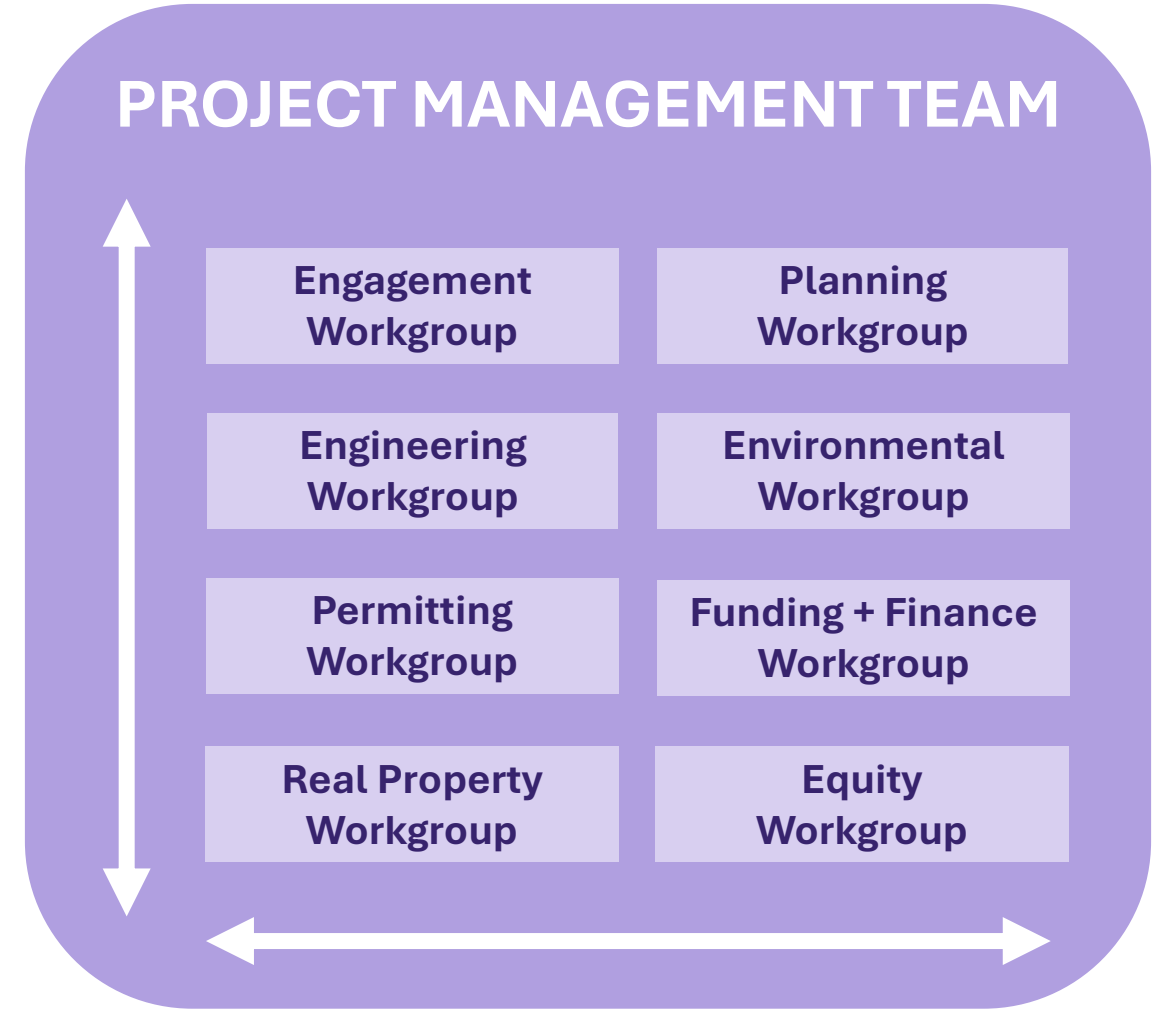 PROJECT MANAGEMENT TEAM
Engagement
Workgroup
Planning
Workgroup
Engineering
Workgroup
Environmental
Workgroup
Permitting
Workgroup
Funding + Finance
Workgroup
Real Property
Workgroup
Equity
Workgroup